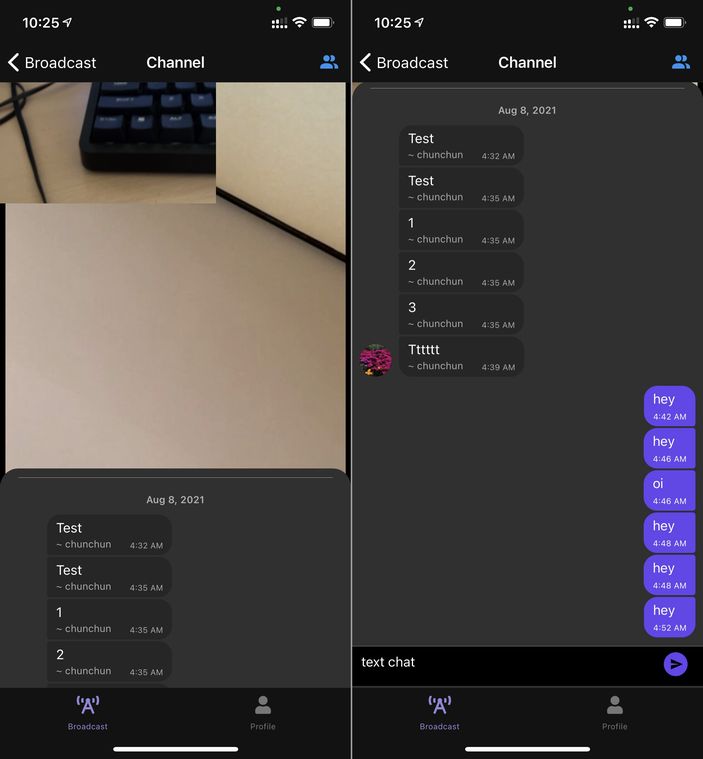 10:25
Broadcast
Channel
Aug 8, 2021
Test
~ chunchun 4:32 AM
Test
~ chunchun 4:35 AM
1
~ chunchun 4:35 AM
2
~ chunchun 4:35 AM
Broadcast
Profile
10:25
Broadcast
Channel
Aug 8, 2021
Test
~ chunchun 4:32 AM
Test
~ chunchun 4:35 AM
1
~ chunchun 4:35 AM
2
~ chunchun 4:35 AM
3
~ chunchun 4:35 AM
Tttttt
~ chunchun 4:39 AM
hey
4:42 AM
hey
4:46 AM
oi
4:46 AM
hey
4:48 AM
hey
4:48 AM
hey
4:52 AM
text chat
Broadcast
Profile